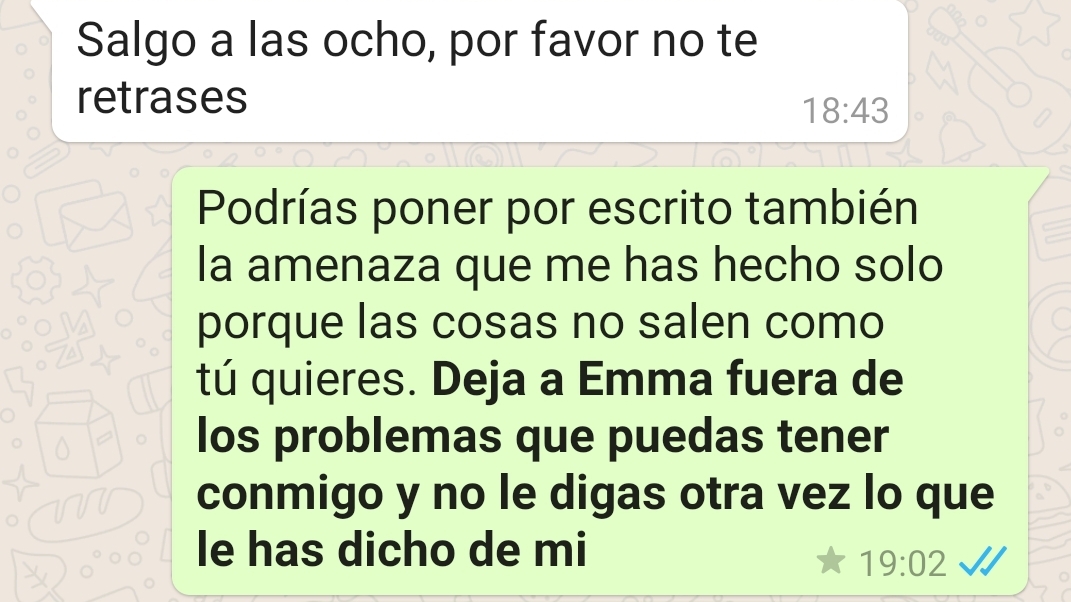 Salgo a las ocho, por favor no te
retrases
18:43
Podrías poner por escrito también
la amenaza que me has hecho solo
porque las cosas no salen como
tú quieres. Deja a Emma fuera de
los problemas que puedas tener
conmigo y no le digas otra vez lo que
le has dicho de mi
19:02